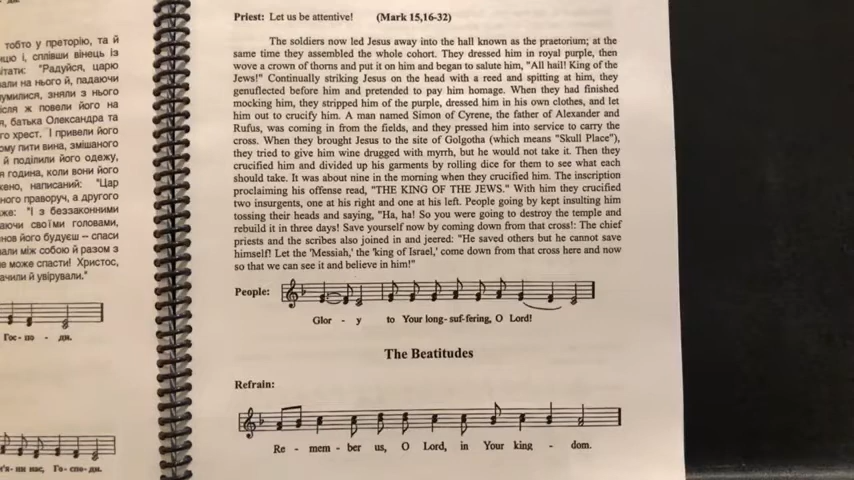 тобто у преторію, та й
цю і, сплівши вінець із
тати: "Радуйся, царю
али на нього й, падаючи
умилися, зняли з нього
ісля ж повели його на
я, батька Олександра та
го хрест. І привели його
ому пити вина, змішаного
й поділили його одежу,
я година, коли вони його
жено, написаний: "Цар
ного праворуч, а другого
же: "І з беззаконними
аючи своїми головами,
нов його будуєш – спаси
али між собою й разом з
е може спасти! Христос,
ачили й увірували."
Гос- по - ди.
я'- ни нас, Го- спо- ди.
Priest: Let us be attentive! (Mark 15,16-32)
The soldiers now led Jesus away into the hall known as the praetorium; at the
same time they assembled the whole cohort. They dressed him in royal purple, then
wove a crown of thorns and put it on him and began to salute him, "All hail! King of the
Jews!" Continually striking Jesus on the head with a reed and spitting at him, they
genuflected before him and pretended to pay him homage. When they had finished
mocking him, they stripped him of the purple, dressed him in his own clothes, and let
him out to crucify him. A man named Simon of Cyrene, the father of Alexander and
Rufus, was coming in from the fields, and they pressed him into service to carry the
cross. When they brought Jesus to the site of Golgotha (which means "Skull Place"),
they tried to give him wine drugged with myrrh, but he would not take it. Then they
crucified him and divided up his garments by rolling dice for them to see what each
should take. It was about nine in the morning when they crucified him. The inscription
proclaiming his offense read, "THE KING OF THE JEWS." With him they crucified
two insurgents, one at his right and one at his left. People going by kept insulting him
tossing their heads and saying, "Ha, ha! So you were going to destroy the temple and
rebuild it in three days! Save yourself now by coming down from that cross!: The chief
priests and the scribes also joined in and jeered: "He saved others but he cannot save
himself! Let the 'Messiah,' the 'king of Israel,' come down from that cross here and now
so that we can see it and believe in him!"
People:
Glor - y to Your long- suf-fering, O Lord!
The Beatitudes
Refrain:
Re - mem - ber us, O Lord, in Your king - dom.